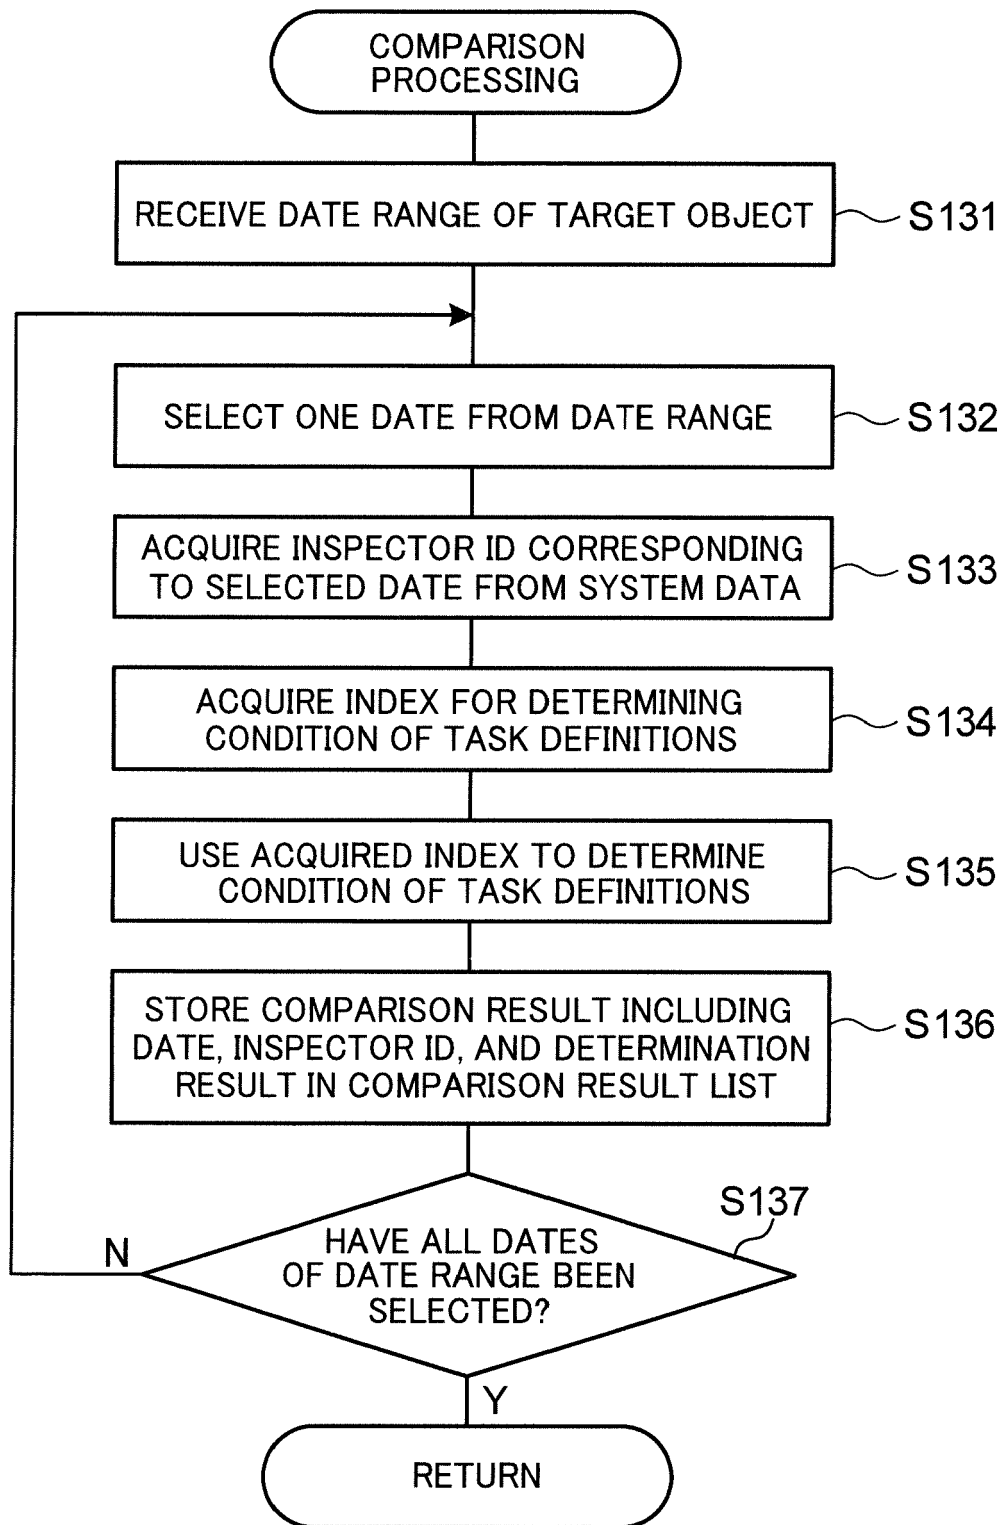 COMPARISON
PROCESSING
RECEIVE DATE RANGE OF TARGET OBJECT
S131
SELECT ONE DATE FROM DATE RANGE
S132
ACQUIRE INSPECTOR ID CORRESPONDING
TO SELECTED DATE FROM SYSTEM DATA
S133
ACQUIRE INDEX FOR DETERMINING
CONDITION OF TASK DEFINITIONS
S134
USE ACQUIRED INDEX TO DETERMINE
CONDITION OF TASK DEFINITIONS
S135
STORE COMPARISON RESULT INCLUDING
DATE, INSPECTOR ID, AND DETERMINATION
RESULT IN COMPARISON RESULT LIST
S136
S137
HAVE ALL DATES
OF DATE RANGE BEEN
SELECTED?
N
Y
RETURN